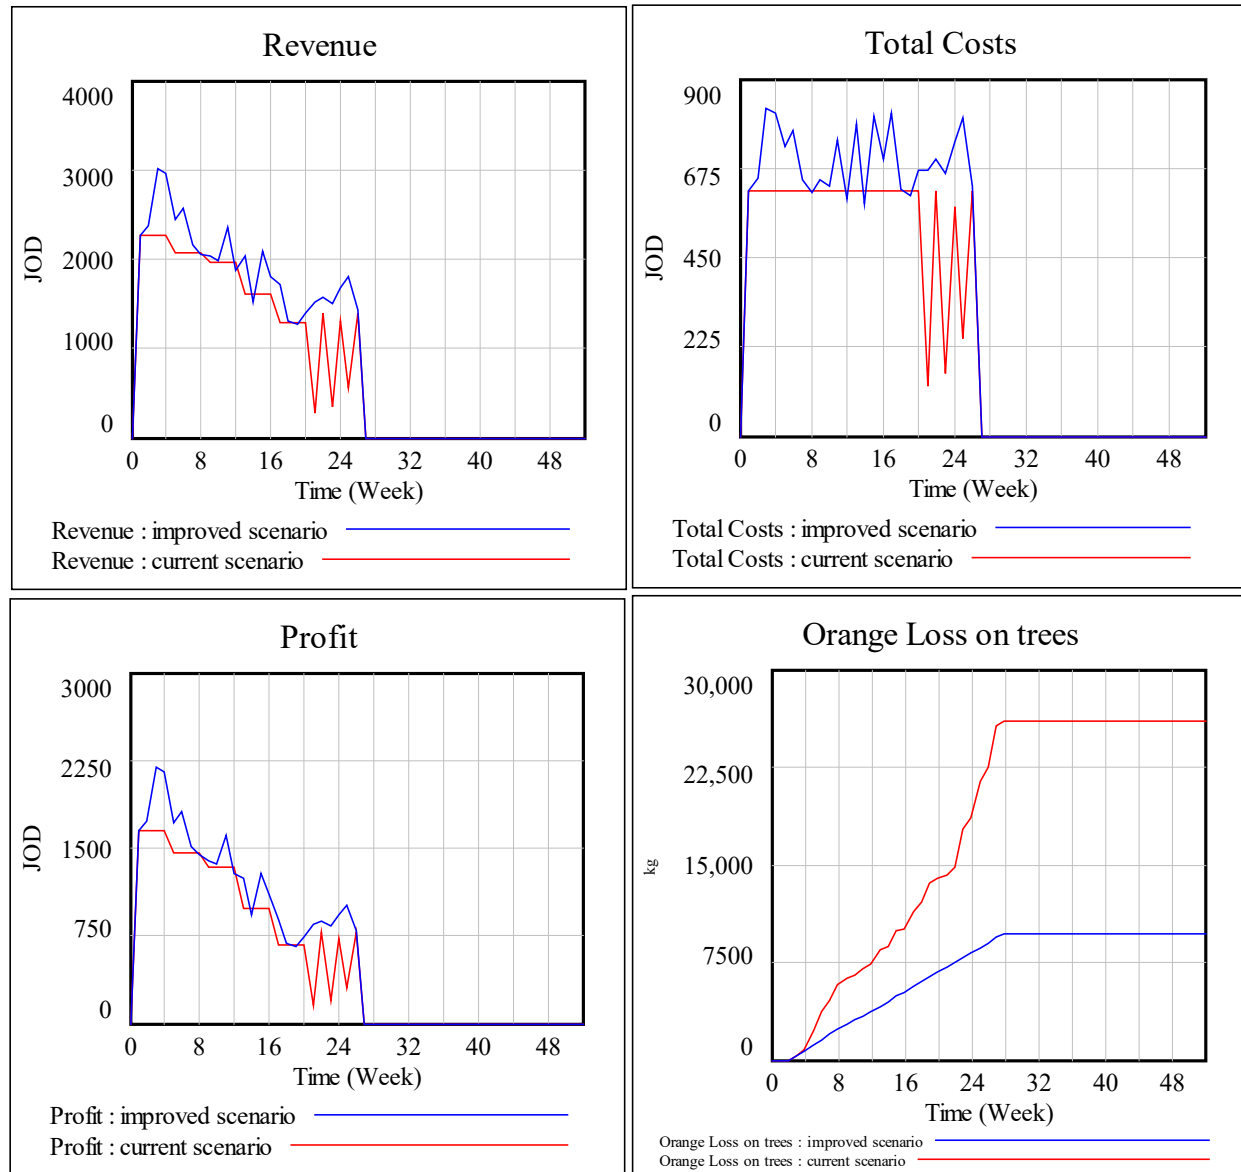 Revenue
4000
3000
2000
1000
0
JOD
0 8 16 24 32 40 48
Time (Week)
Revenue : improved scenario
Revenue : current scenario
Total Costs
900
675
450
225
0
JOD
0 8 16 24 32 40 48
Time (Week)
Total Costs : improved scenario
Total Costs : current scenario
Profit
3000
2250
1500
750
0
JOD
0 8 16 24 32 40 48
Time (Week)
Profit : improved scenario
Profit : current scenario
Orange Loss on trees
30,000
22,500
15,000
7500
0
kg
0 8 16 24 32 40 48
Time (Week)
Orange Loss on trees : improved scenario
Orange Loss on trees : current scenario